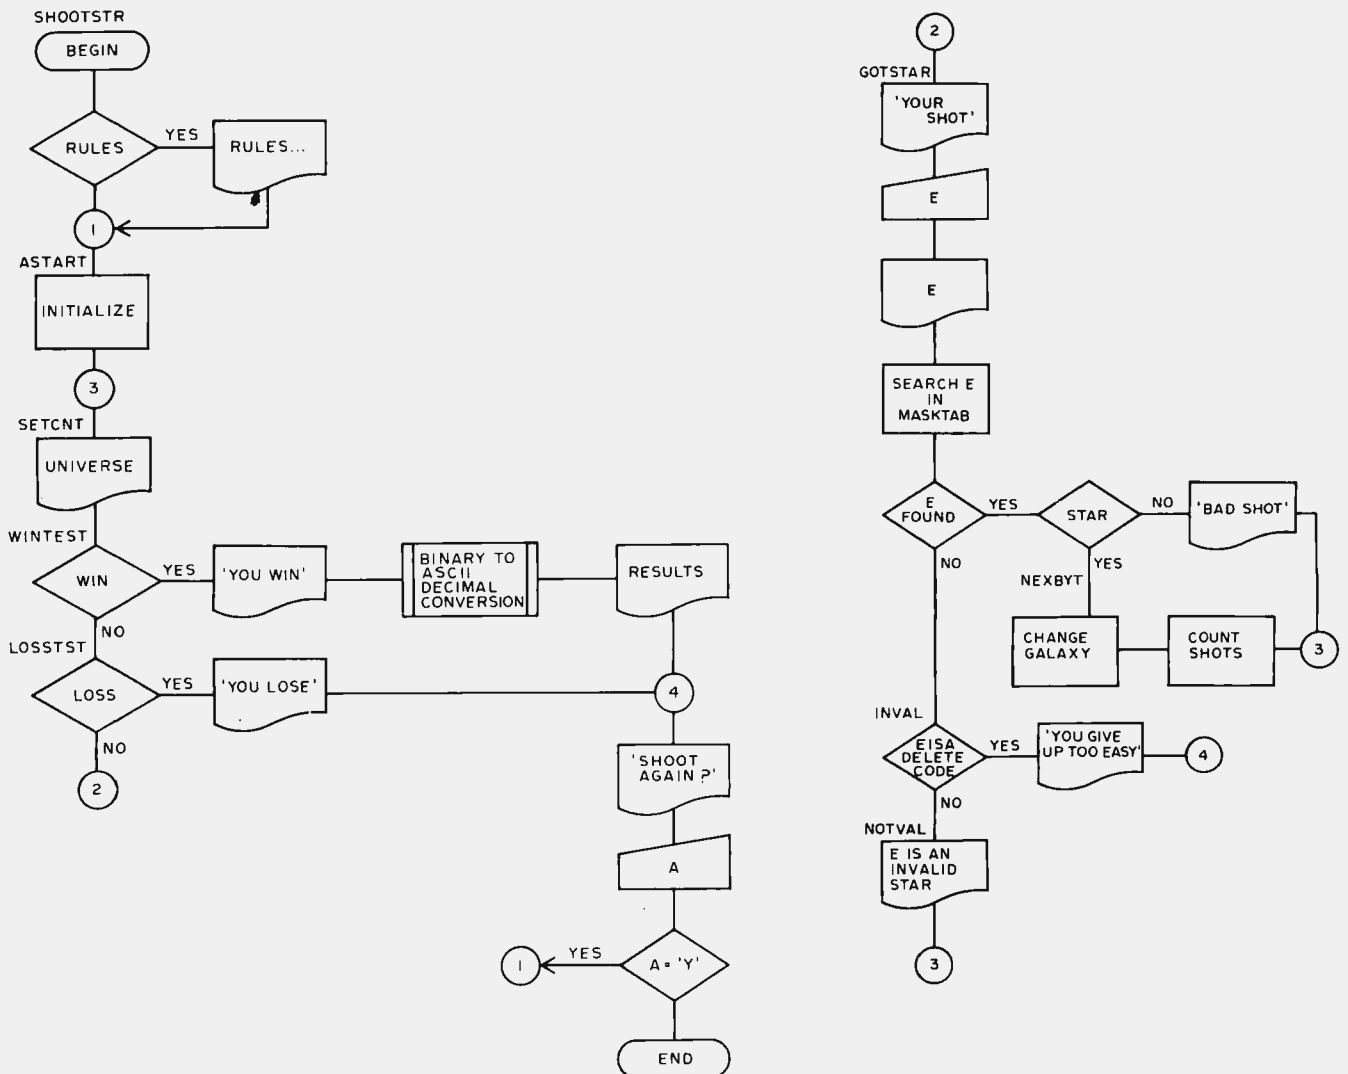 SHOOTSTR
BEGIN
RULES
YES
RULES...
1
ASTART
INITIALIZE
3
SETCNT
UNIVERSE
WINTEST
WIN
YES
'YOU WIN'
BINARY TO
ASCII
DECIMAL
CONVERSION
RESULTS
NO
LOSSTST
LOSS
YES
'YOU LOSE'
4
NO
2
'SHOOT
AGAIN?'
A
A = 'Y'
YES
1
END
2
GOTSTAR
'YOUR
SHOT'
E
E
SEARCH E
IN
MASKTAB
E
FOUND
YES
STAR
NO
'BAD SHOT'
NO
YES
NEXBYT
CHANGE
GALAXY
COUNT
SHOTS
3
INVAL
E IS A
DELETE
CODE
YES
'YOU GIVE
UP TOO EASY'
4
NO
NOTVAL
E IS AN
INVALID
STAR
3